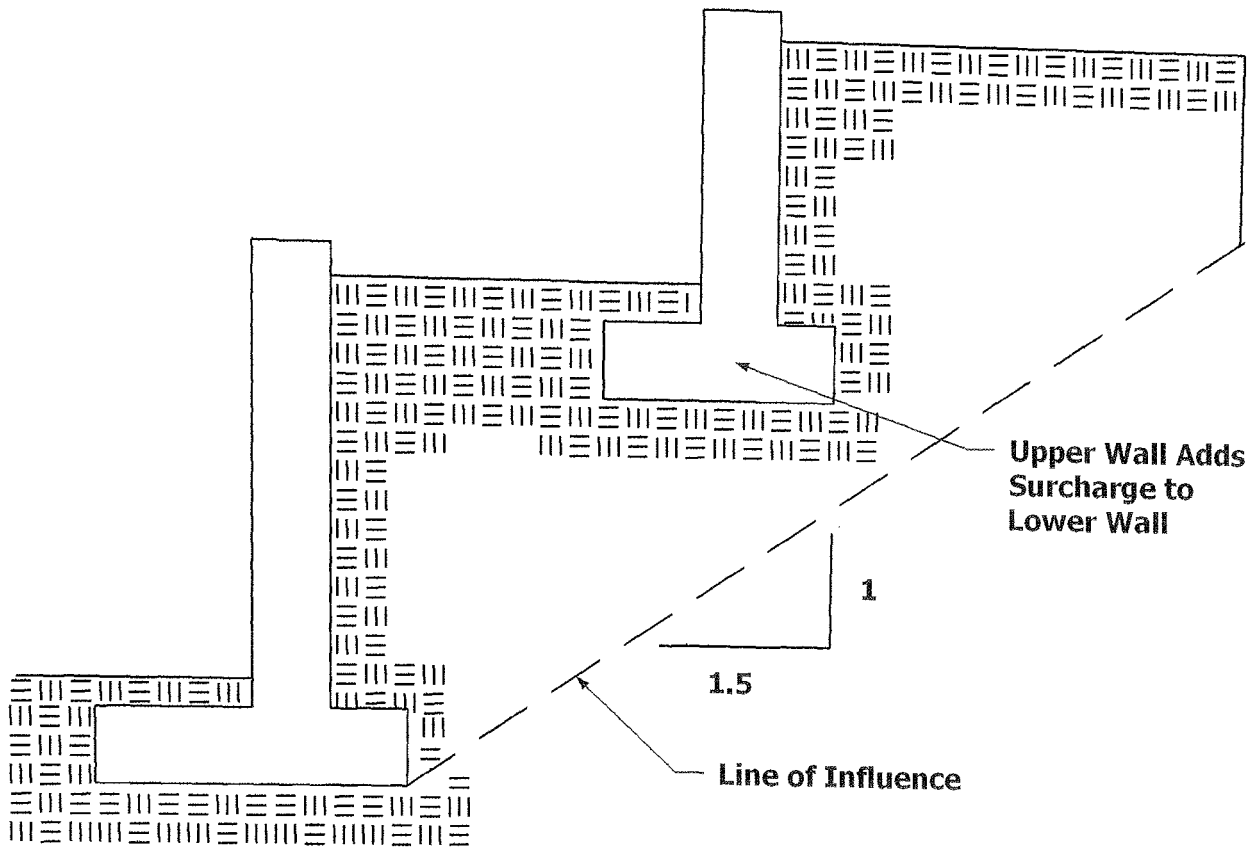 Upper Wall Adds
Surcharge to
Lower Wall
1
1.5
Line of Influence